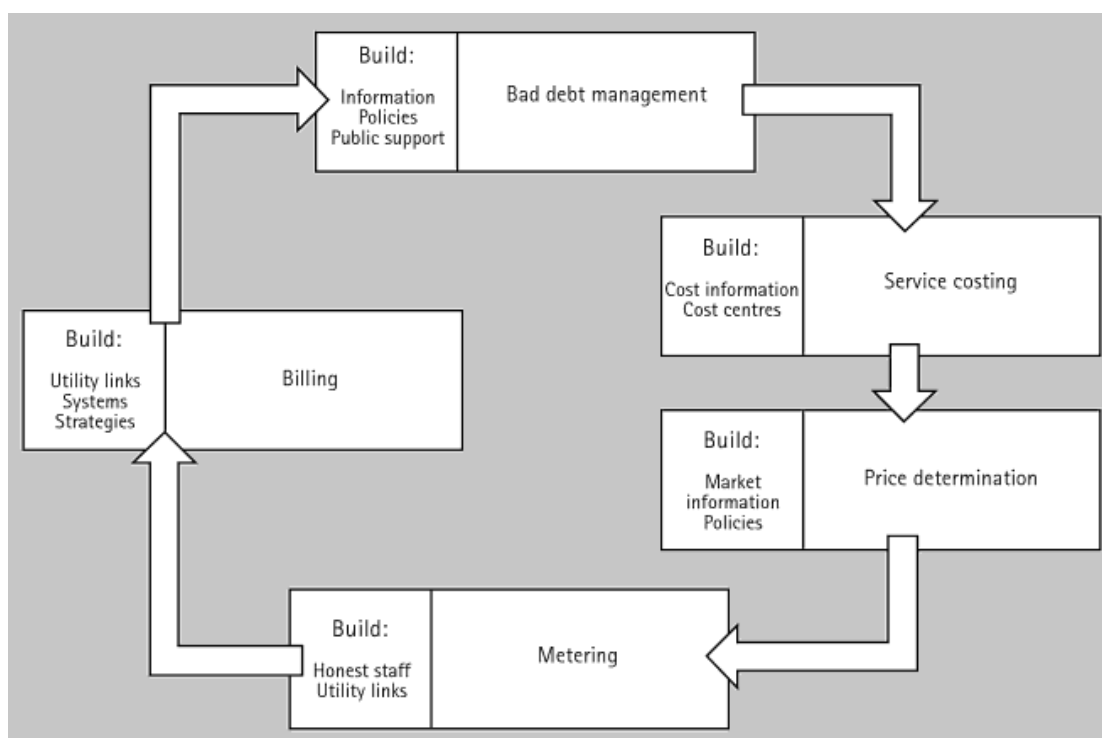 Build:
Information
Policies
Public support
Bad debt management
Build:
Cost information
Cost centres
Service costing
Build:
Utility links
Systems
Strategies
Billing
Build:
Market
information
Policies
Price determination
Build:
Honest staff
Utility links
Metering